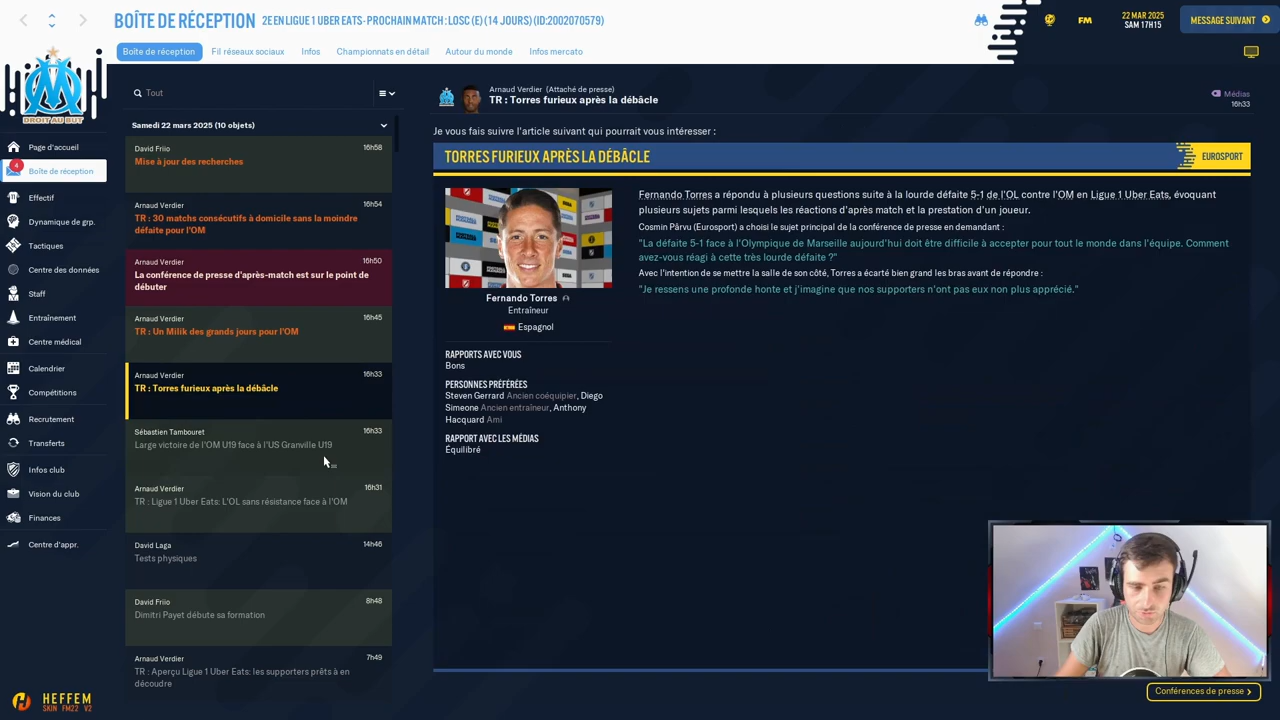 BOÎTE DE RÉCEPTION
2E EN LIGUE 1 UBER EATS - PROCHAIN MATCH : LOSC (E) (14 JOURS) (ID:2002070579)
FM
22 MAR 2025
SAM 17H15
MESSAGE SUIVANT
Boîte de réception
Fil réseaux sociaux
Infos
Championnats en détail
Autour du monde
Infos mercato
DROIT AU BUT
Page d'accueil
4
Boîte de réception
Effectif
Dynamique de grp.
Tactiques
Centre des données
Staff
Entraînement
Centre médical
Calendrier
Compétitions
Recrutement
Transferts
Infos club
Vision du club
Finances
Centre d'appr.
HEFFEM
SKIN FM22 V2
Tout
Samedi 22 mars 2025 (10 objets)
David Friio
16h58
Mise à jour des recherches
Arnaud Verdier
16h54
TR : 30 matchs consécutifs à domicile sans la moindre
défaite pour l'OM
Arnaud Verdier
16h50
La conférence de presse d'après-match est sur le point de
débuter
Arnaud Verdier
16h45
TR : Un Milik des grands jours pour l'OM
Arnaud Verdier
16h33
TR : Torres furieux après la débâcle
Sébastien Tambouret
16h33
Large victoire de l'OM U19 face à l'US Granville U19
Arnaud Verdier
16h31
TR : Ligue 1 Uber Eats: L'OL sans résistance face à l'OM
David Laga
14h46
Tests physiques
David Friio
8h48
Dimitri Payet débute sa formation
Arnaud Verdier
7h49
TR : Aperçu Ligue 1 Uber Eats: les supporters prêts à en
découdre
Arnaud Verdier (Attaché de presse)
TR : Torres furieux après la débâcle
Médias
16h33
Je vous fais suivre l'article suivant qui pourrait vous intéresser :
TORRES FURIEUX APRÈS LA DÉBÂCLE
EUROSPORT
Fernando Torres
Entraîneur
Espagnol
RAPPORTS AVEC VOUS
Bons
PERSONNES PRÉFÉRÉES
Steven Gerrard Ancien coéquipier, Diego
Simeone Ancien entraîneur, Anthony
Hacquard Ami
RAPPORT AVEC LES MÉDIAS
Équilibré
Fernando Torres a répondu à plusieurs questions suite à la lourde défaite 5-1 de l'OL contre l'OM en Ligue 1 Uber Eats, évoquant
plusieurs sujets parmi lesquels les réactions d'après match et la prestation d'un joueur.
Cosmin Pârvu (Eurosport) a choisi le sujet principal de la conférence de presse en demandant :
"La défaite 5-1 face à l'Olympique de Marseille aujourd'hui doit être difficile à accepter pour tout le monde dans l'équipe. Comment
avez-vous réagi à cette très lourde défaite ?"
Avec l'intention de se mettre la salle de son côté, Torres a écarté bien grand les bras avant de répondre :
"Je ressens une profonde honte et j'imagine que nos supporters n'ont pas eux non plus apprécié."
Conférences de presse